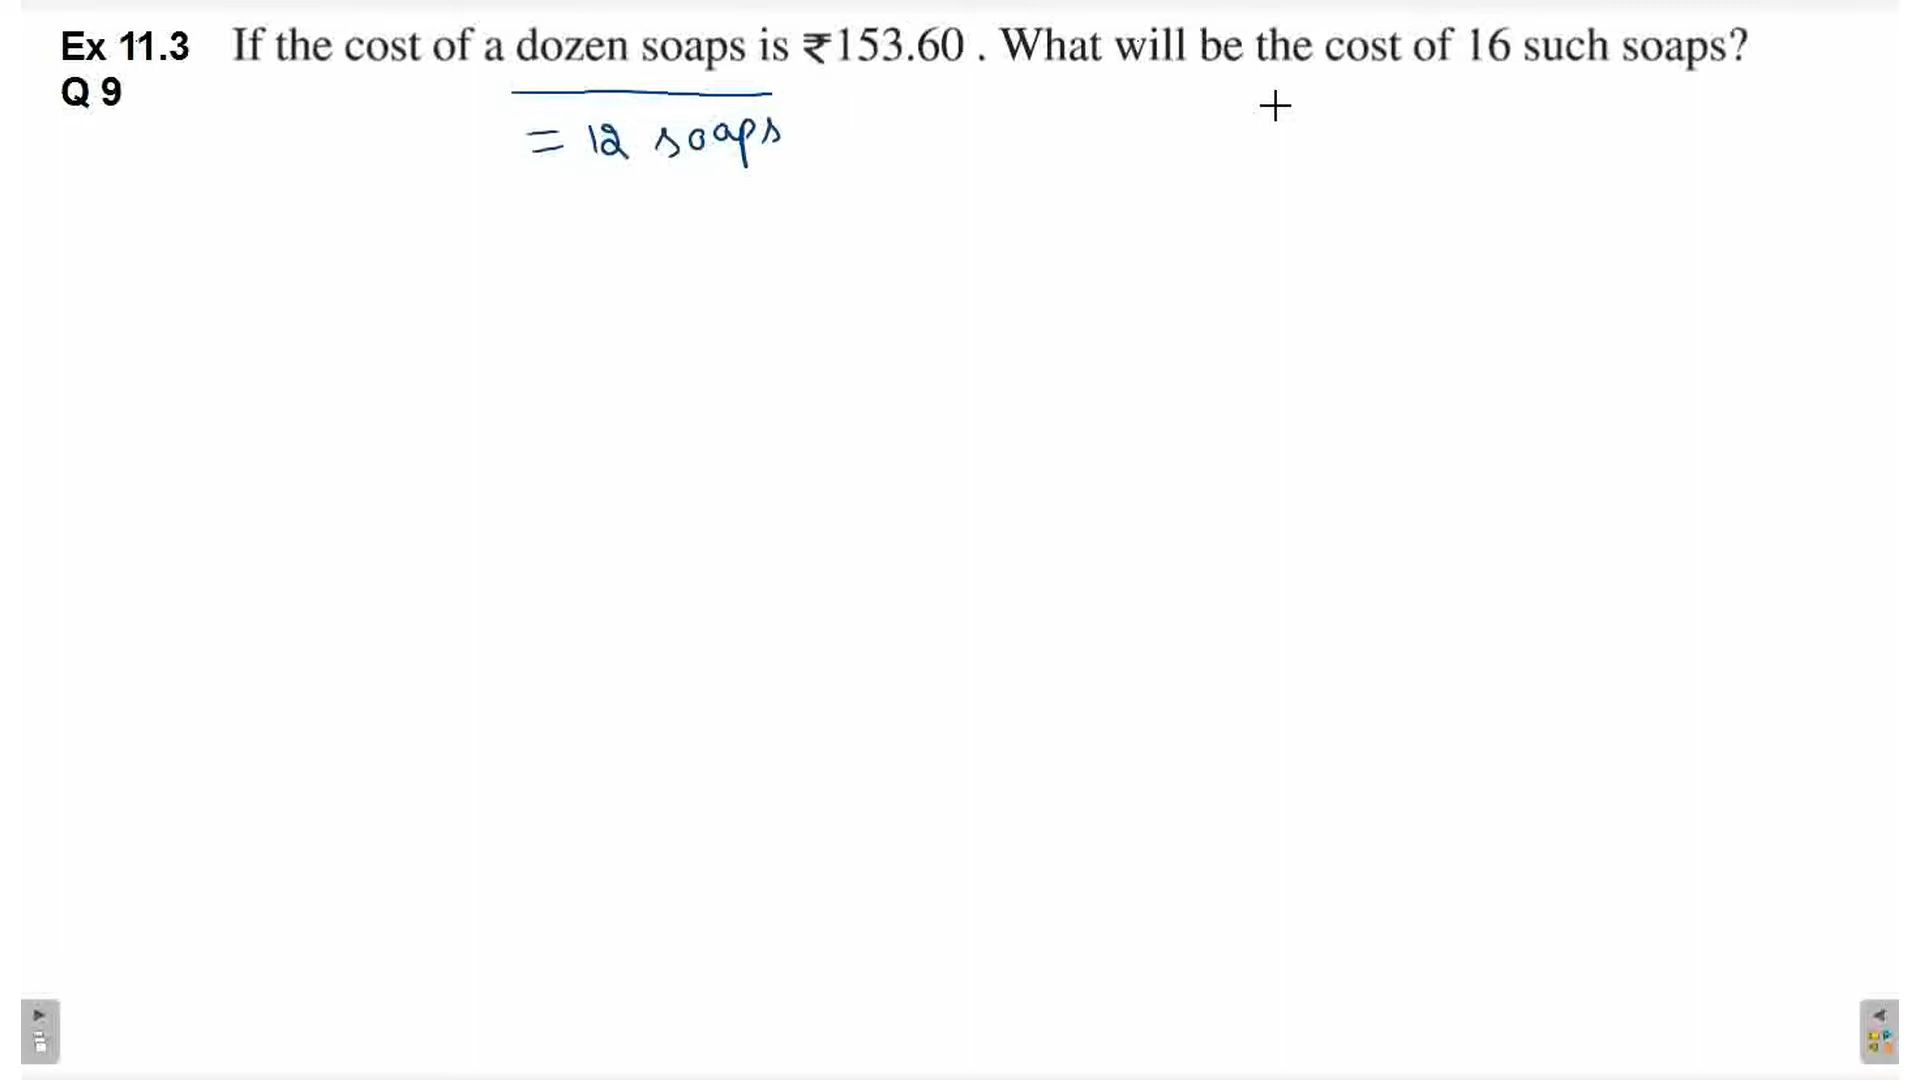 Ex 11.3 If the cost of a dozen soaps is ₹153.60 . What will be the cost of 16 such soaps?
Q 9
= 12 soaps